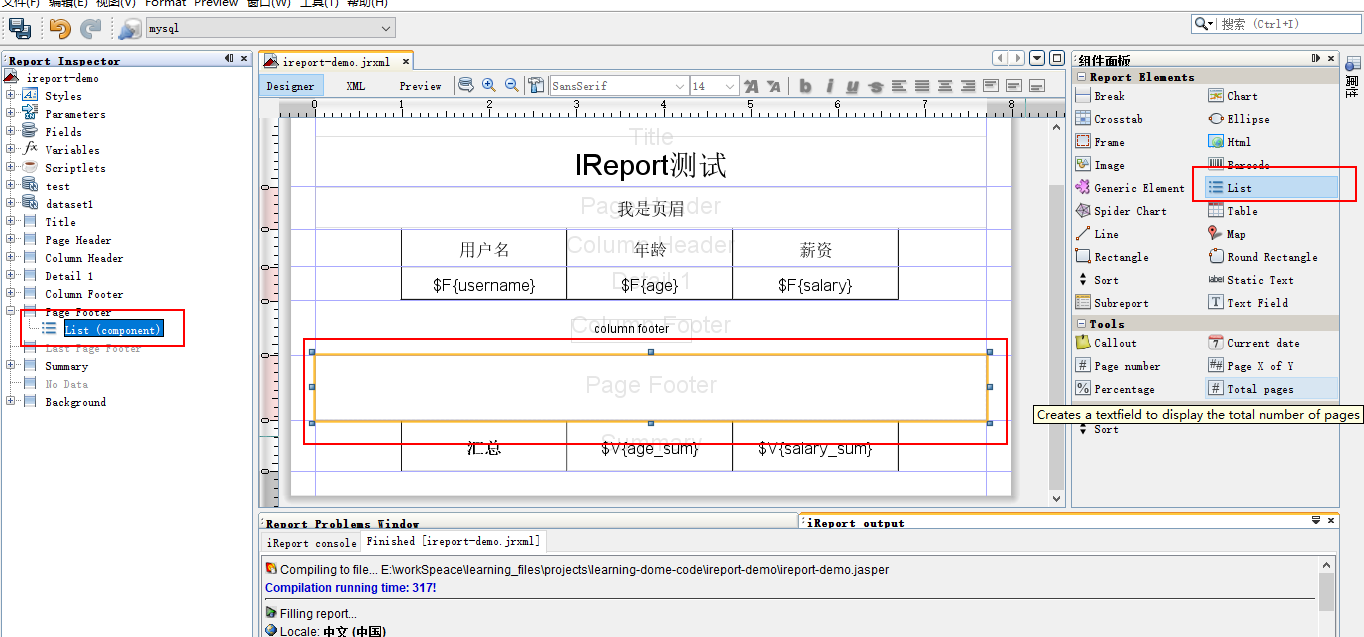 文件(F) 编辑(E) 视图(V) Format Preview 窗口(W) 工具(T) 帮助(H)
mysql
搜索 (Ctrl+I)
Report Inspector
ireport-demo
Styles
Parameters
Fields
Variables
Scriptlets
test
dataset1
Title
Page Header
Column Header
Detail 1
Column Footer
Page Footer
List (component)
Last Page Footer
Summary
No Data
Background
ireport-demo.jrxml
Designer XML Preview SansSerif 14
0 1 2 3 4 5 6 7 8
Title
IReport测试
Page Header
我是页眉
Column Header
用户名 年龄 薪资
Detail 1
$F{username} $F{age} $F{salary}
Column Footer
column footer
Page Footer
Summary
汇总 $V{age_sum} $V{salary_sum}
组件面板
Report Elements
Break Chart
Crosstab Ellipse
Frame Html
Image Barcode
Generic Element List
Spider Chart Table
Line Map
Rectangle Round Rectangle
Sort Static Text
Subreport Text Field
Tools
Callout Current date
Page number Page X of Y
Percentage Total pages
Creates a textfield to display the total number of pages
Sort
属性
Report Problems Window
iReport output
iReport console Finished [ireport-demo.jrxml]
Compiling to file... E:\workSpeace\learning_files\projects\learning-dome-code\ireport-demo\ireport-demo.jasper
Compilation running time: 317!
Filling report...
Locale: 中文 (中国)